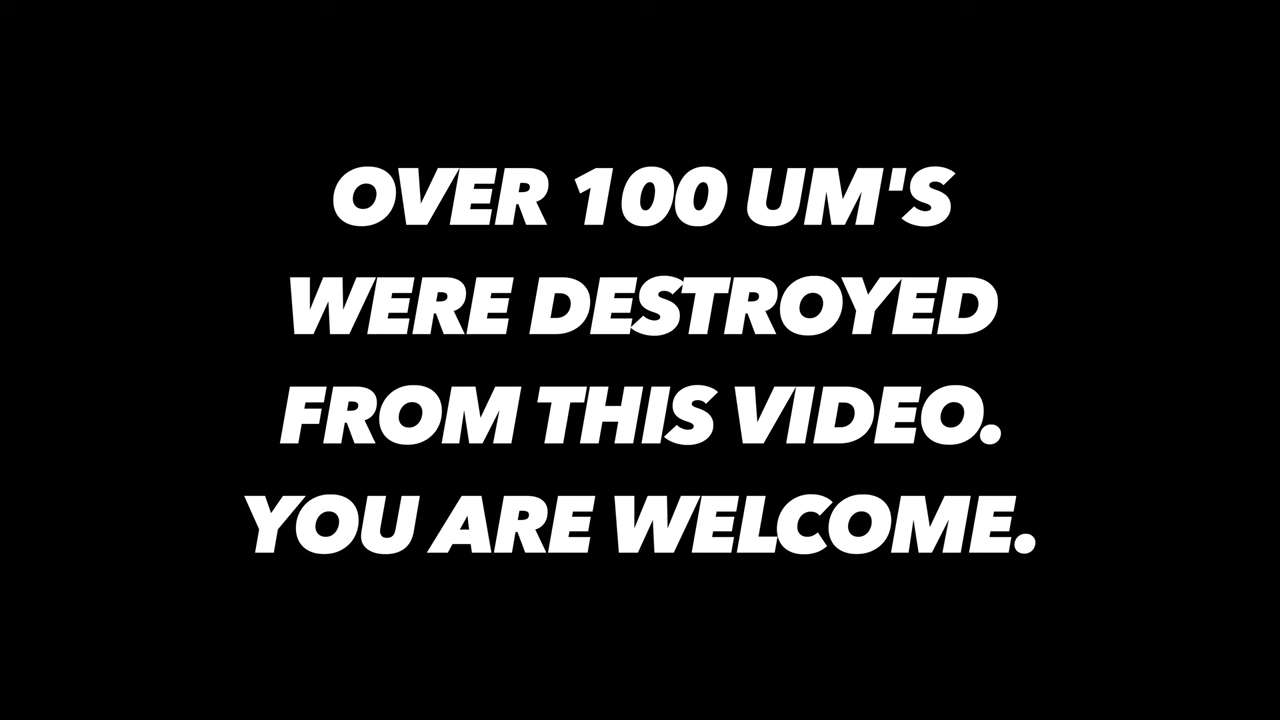 OVER 100 UM'S
WERE DESTROYED
FROM THIS VIDEO.
YOU ARE WELCOME.